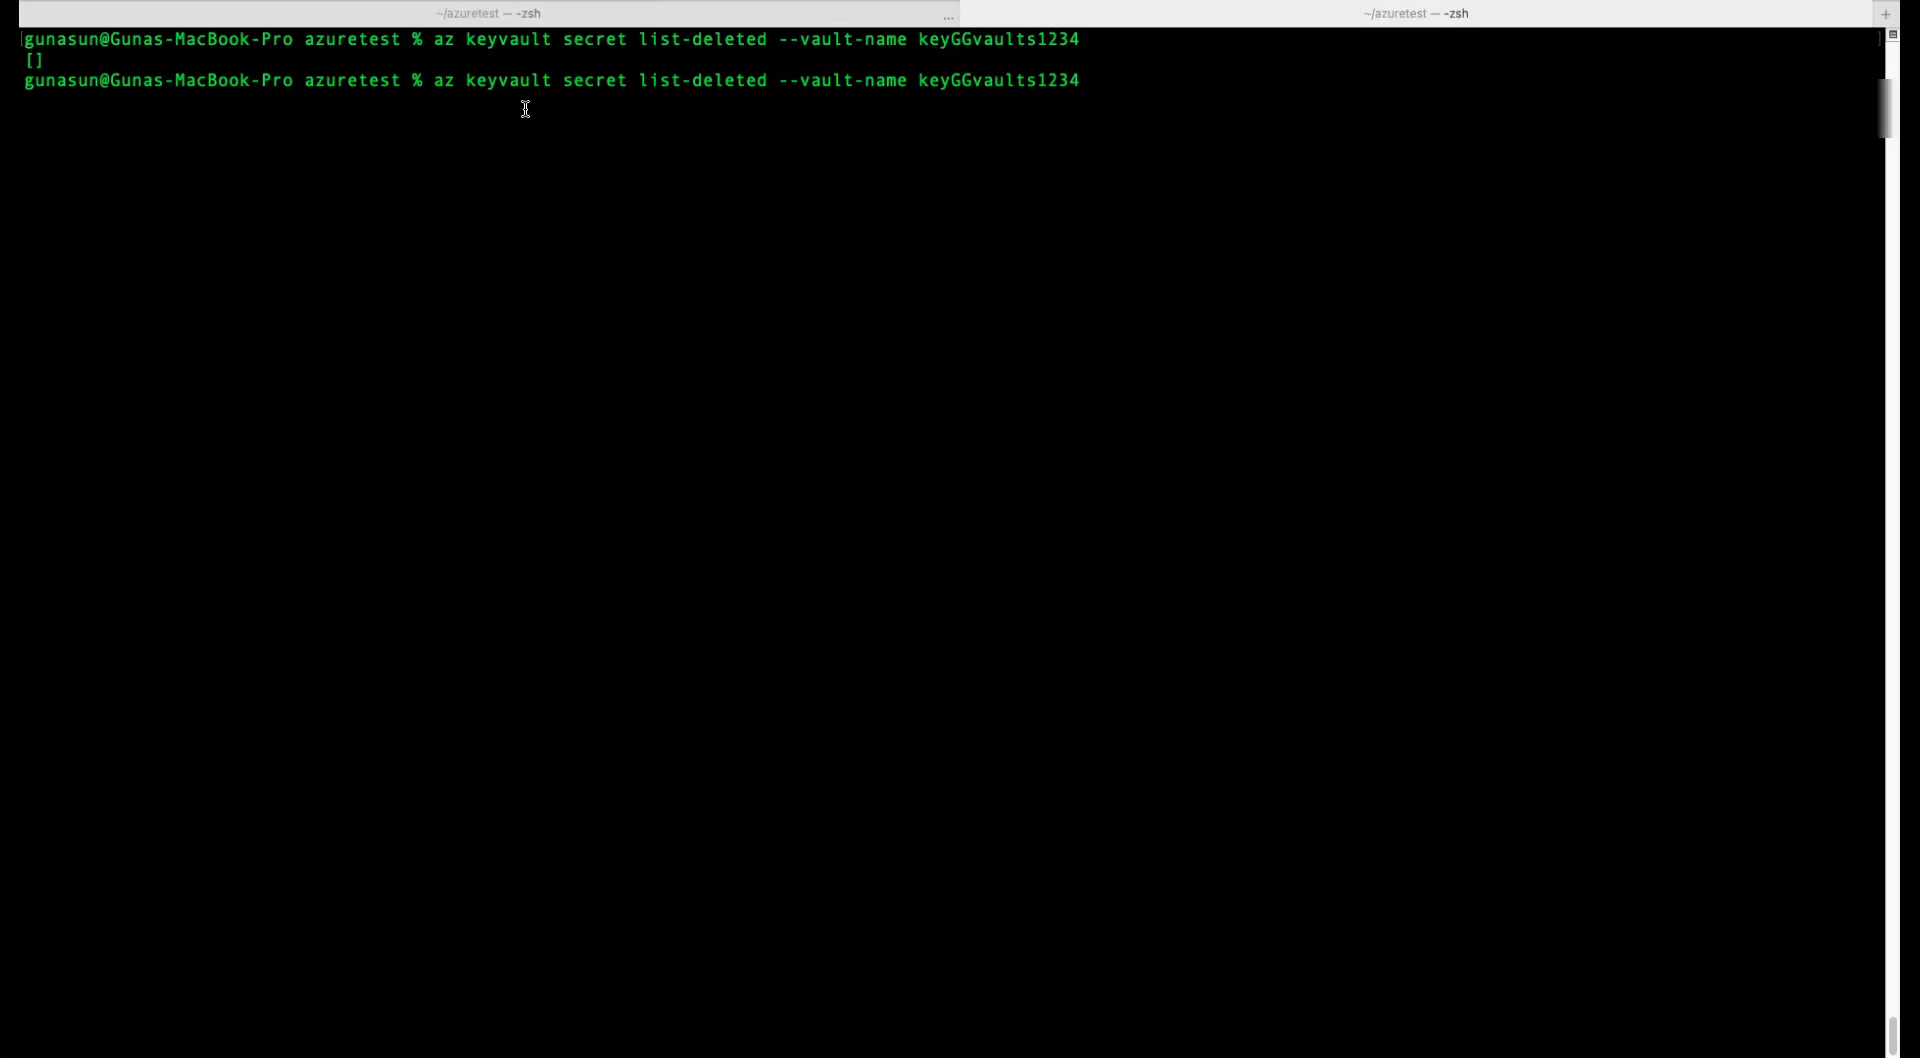 ~/azuretest — -zsh
...
~/azuretest — -zsh
+
gunasun@Gunas-MacBook-Pro azuretest % az keyvault secret list-deleted --vault-name keyGGvaults1234
[]
gunasun@Gunas-MacBook-Pro azuretest % az keyvault secret list-deleted --vault-name keyGGvaults1234